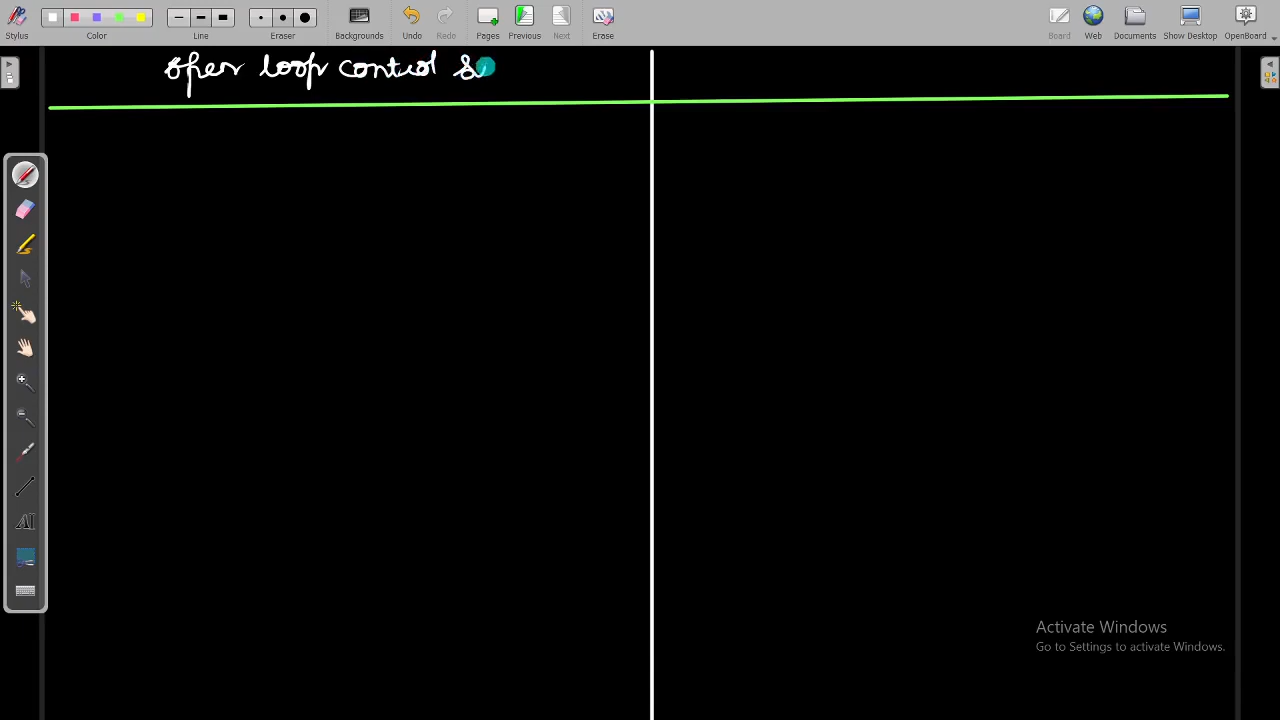 Stylus Color Line Eraser Backgrounds Undo Redo Pages Previous Next Erase Board Web Documents Show Desktop OpenBoard
open loop control
Activate Windows
Go to Settings to activate Windows.